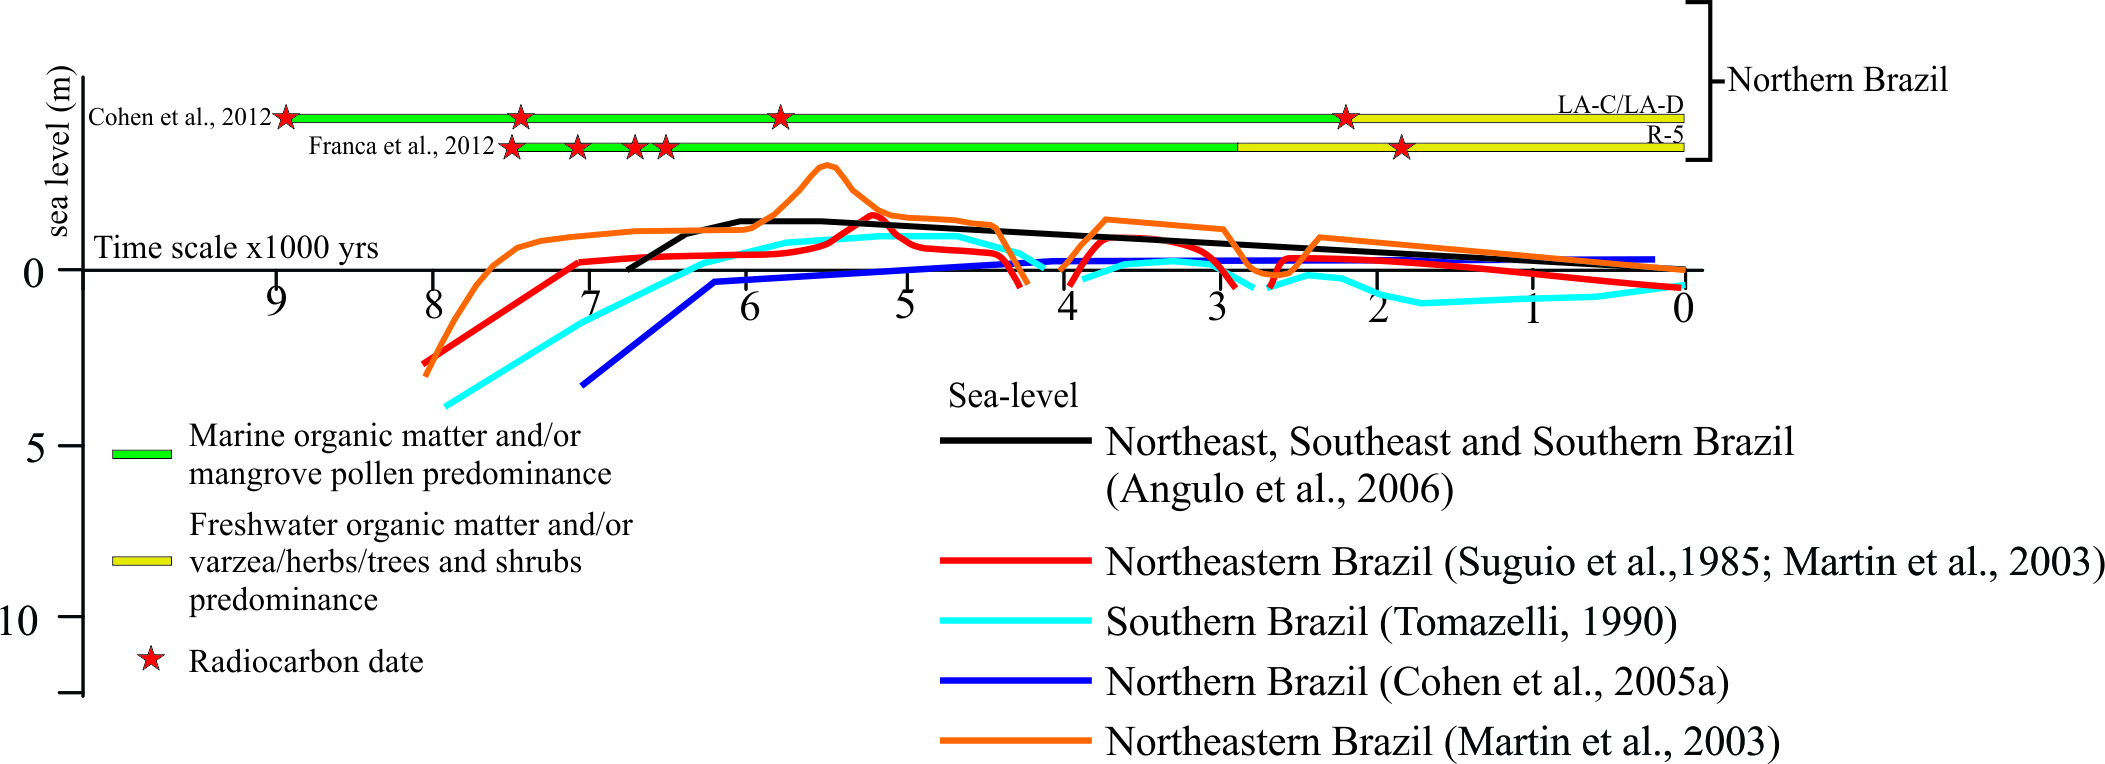 sea level (m)
Northern Brazil
LA-C/LA-D
Cohen et al., 2012
R-5
Franca et al., 2012
Time scale x1000 yrs
0
9 8 7 6 5 4 3 2 1 0
5
10
Marine organic matter and/or
mangrove pollen predominance
Freshwater organic matter and/or
varzea/herbs/trees and shrubs
predominance
Radiocarbon date
Sea-level
Northeast, Southeast and Southern Brazil
(Angulo et al., 2006)
Northeastern Brazil (Suguio et al.,1985; Martin et al., 2003)
Southern Brazil (Tomazelli, 1990)
Northern Brazil (Cohen et al., 2005a)
Northeastern Brazil (Martin et al., 2003)